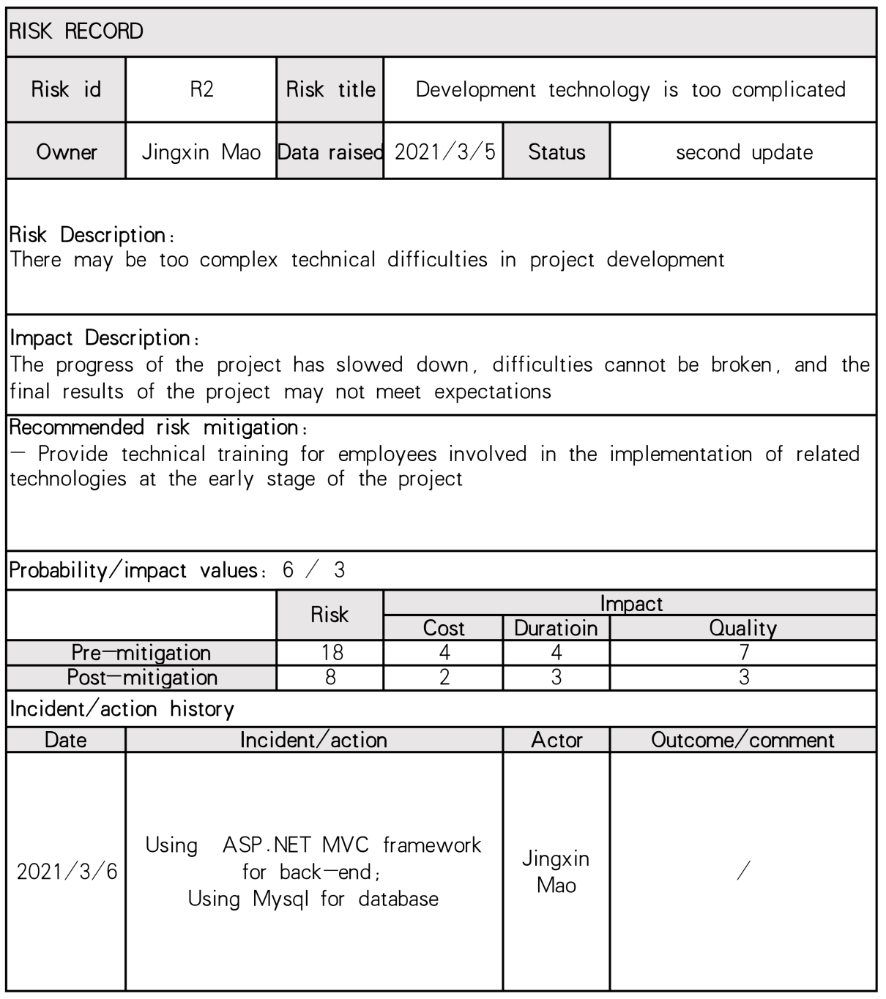 RISK RECORD
Risk id R2 Risk title Development technology is too complicated
Owner Jingxin Mao Data raised 2021/3/5 Status second update
Risk Description:
There may be too complex technical difficulties in project development
Impact Description:
The progress of the project has slowed down, difficulties cannot be broken, and the
final results of the project may not meet expectations
Recommended risk mitigation:
— Provide technical training for employees involved in the implementation of related
technologies at the early stage of the project
Probability/impact values: 6 / 3
Risk Impact
Cost Duratioin Quality
Pre—mitigation 18 4 4 7
Post—mitigation 8 2 3 3
Incident/action history
Date Incident/action Actor Outcome/comment
2021/3/6
Using ASP.NET MVC framework
for back—end;
Using Mysql for database
Jingxin
Mao
/